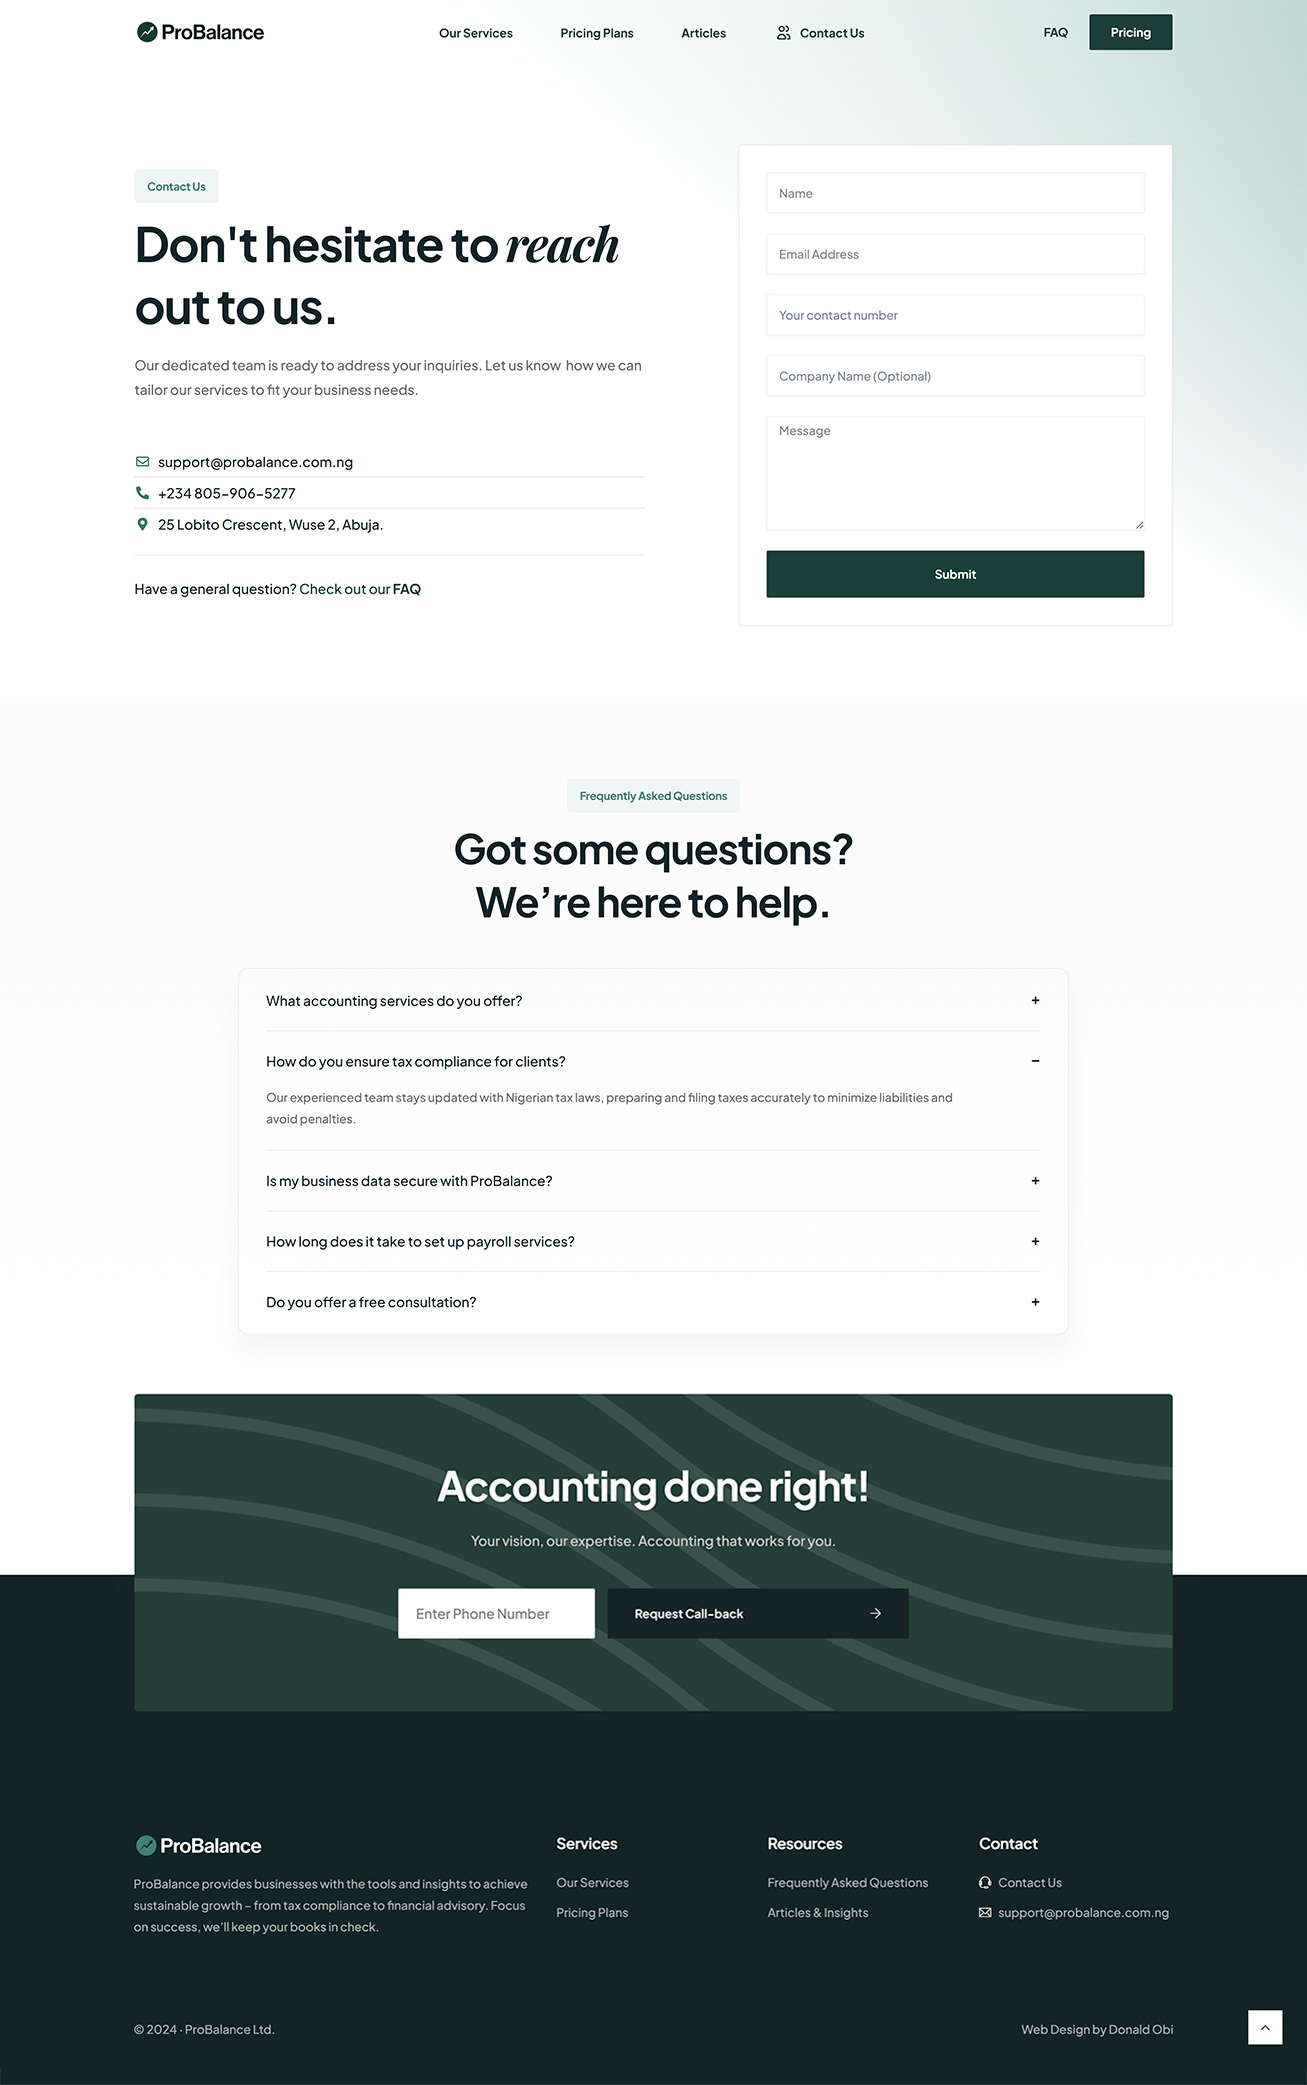 ProBalance
Our Services
Pricing Plans
Articles
Contact Us
FAQ
Pricing
Contact Us
Don't hesitate to reach
out to us.
Our dedicated team is ready to address your inquiries. Let us know  how we can
tailor our services to fit your business needs.
support@probalance.com.ng
+234 805-906-5277
25 Lobito Crescent, Wuse 2, Abuja.
Have a general question? Check out our FAQ
Name
Email Address
Your contact number
Company Name (Optional)
Message
Submit
Frequently Asked Questions
Got some questions?
We’re here to help.
What accounting services do you offer? +
How do you ensure tax compliance for clients? −
Our experienced team stays updated with Nigerian tax laws, preparing and filing taxes accurately to minimize liabilities and
avoid penalties.
Is my business data secure with ProBalance? +
How long does it take to set up payroll services? +
Do you offer a free consultation? +
Accounting done right!
Your vision, our expertise. Accounting that works for you.
Enter Phone Number
Request Call-back
ProBalance
ProBalance provides businesses with the tools and insights to achieve
sustainable growth – from tax compliance to financial advisory. Focus
on success, we’ll keep your books in check.
Services
Our Services
Pricing Plans
Resources
Frequently Asked Questions
Articles & Insights
Contact
Contact Us
support@probalance.com.ng
© 2024 · ProBalance Ltd.
Web Design by Donald Obi